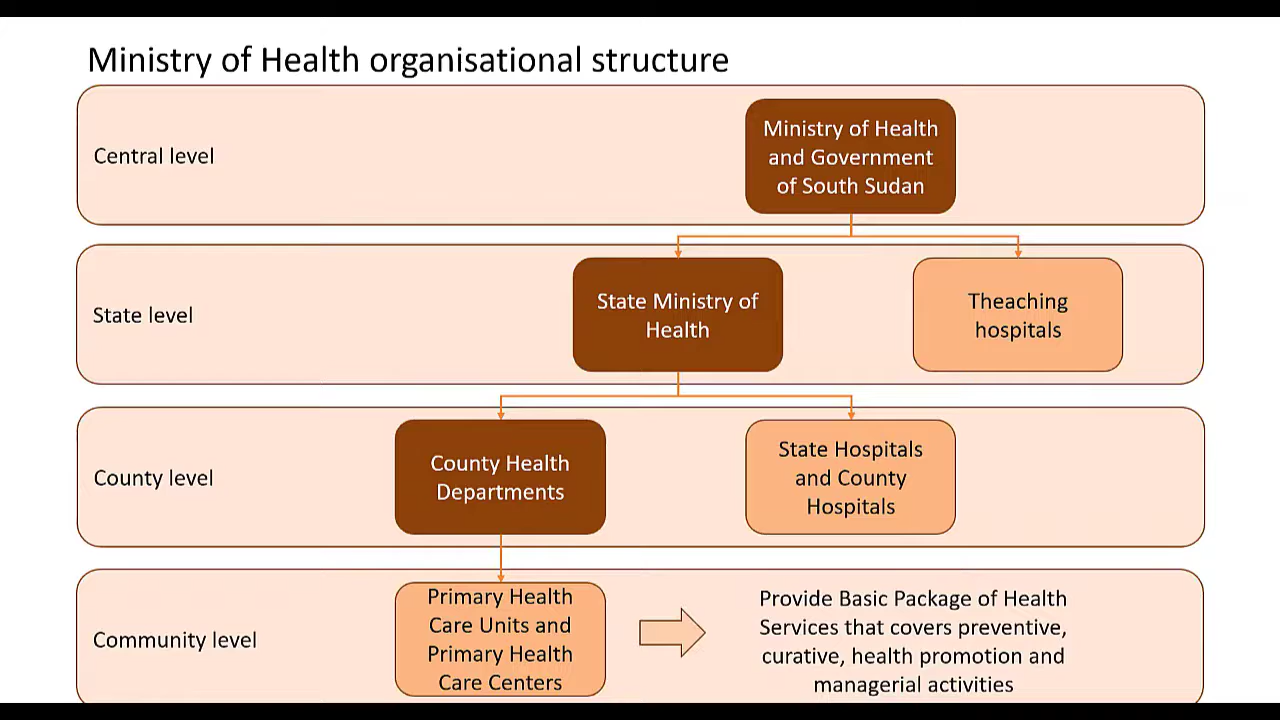 Ministry of Health organisational structure
Central level
Ministry of Health
and Government
of South Sudan
State level
State Ministry of
Health
Theaching
hospitals
County level
County Health
Departments
State Hospitals
and County
Hospitals
Community level
Primary Health
Care Units and
Primary Health
Care Centers
Provide Basic Package of Health
Services that covers preventive,
curative, health promotion and
managerial activities